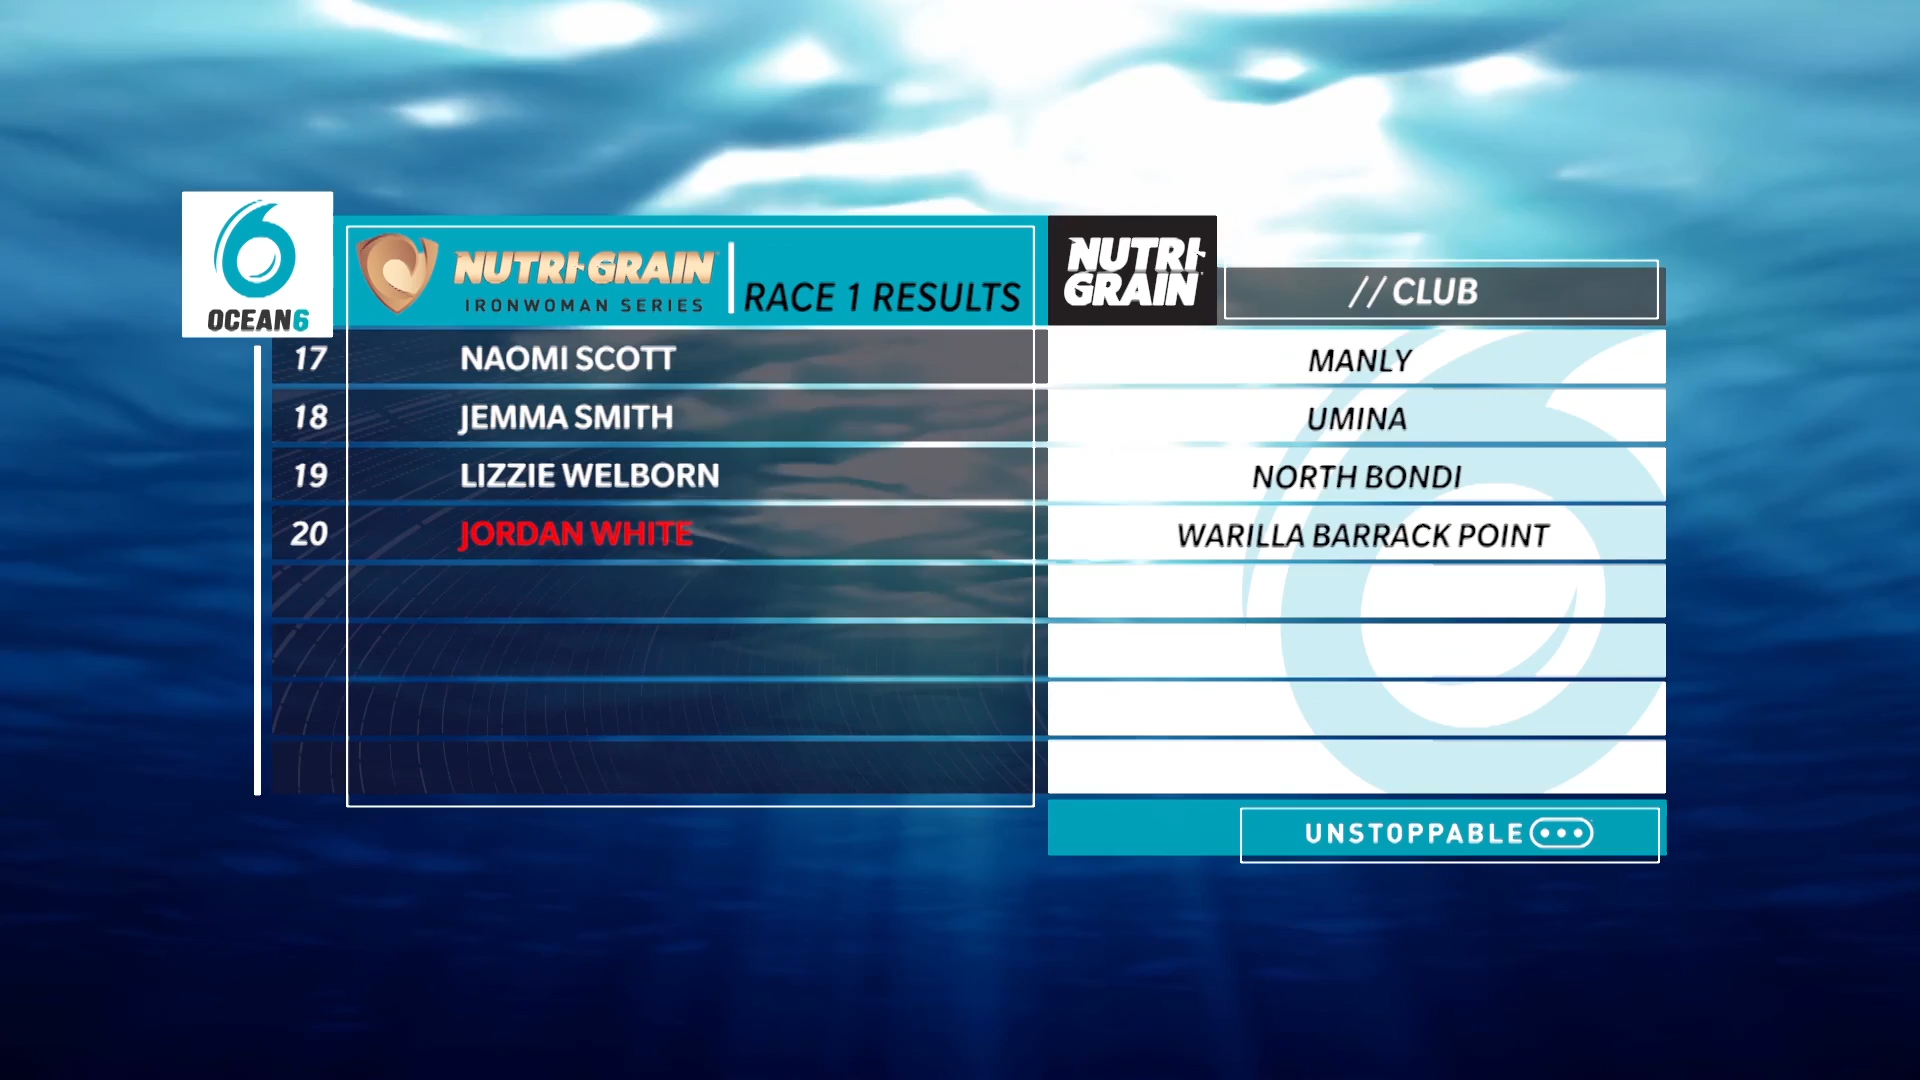 OCEAN6
NUTRI-GRAIN
IRONWOMAN SERIES
RACE 1 RESULTS
NUTRI-
GRAIN
// CLUB
17 NAOMI SCOTT MANLY
18 JEMMA SMITH UMINA
19 LIZZIE WELBORN NORTH BONDI
20 JORDAN WHITE WARILLA BARRACK POINT
UNSTOPPABLE